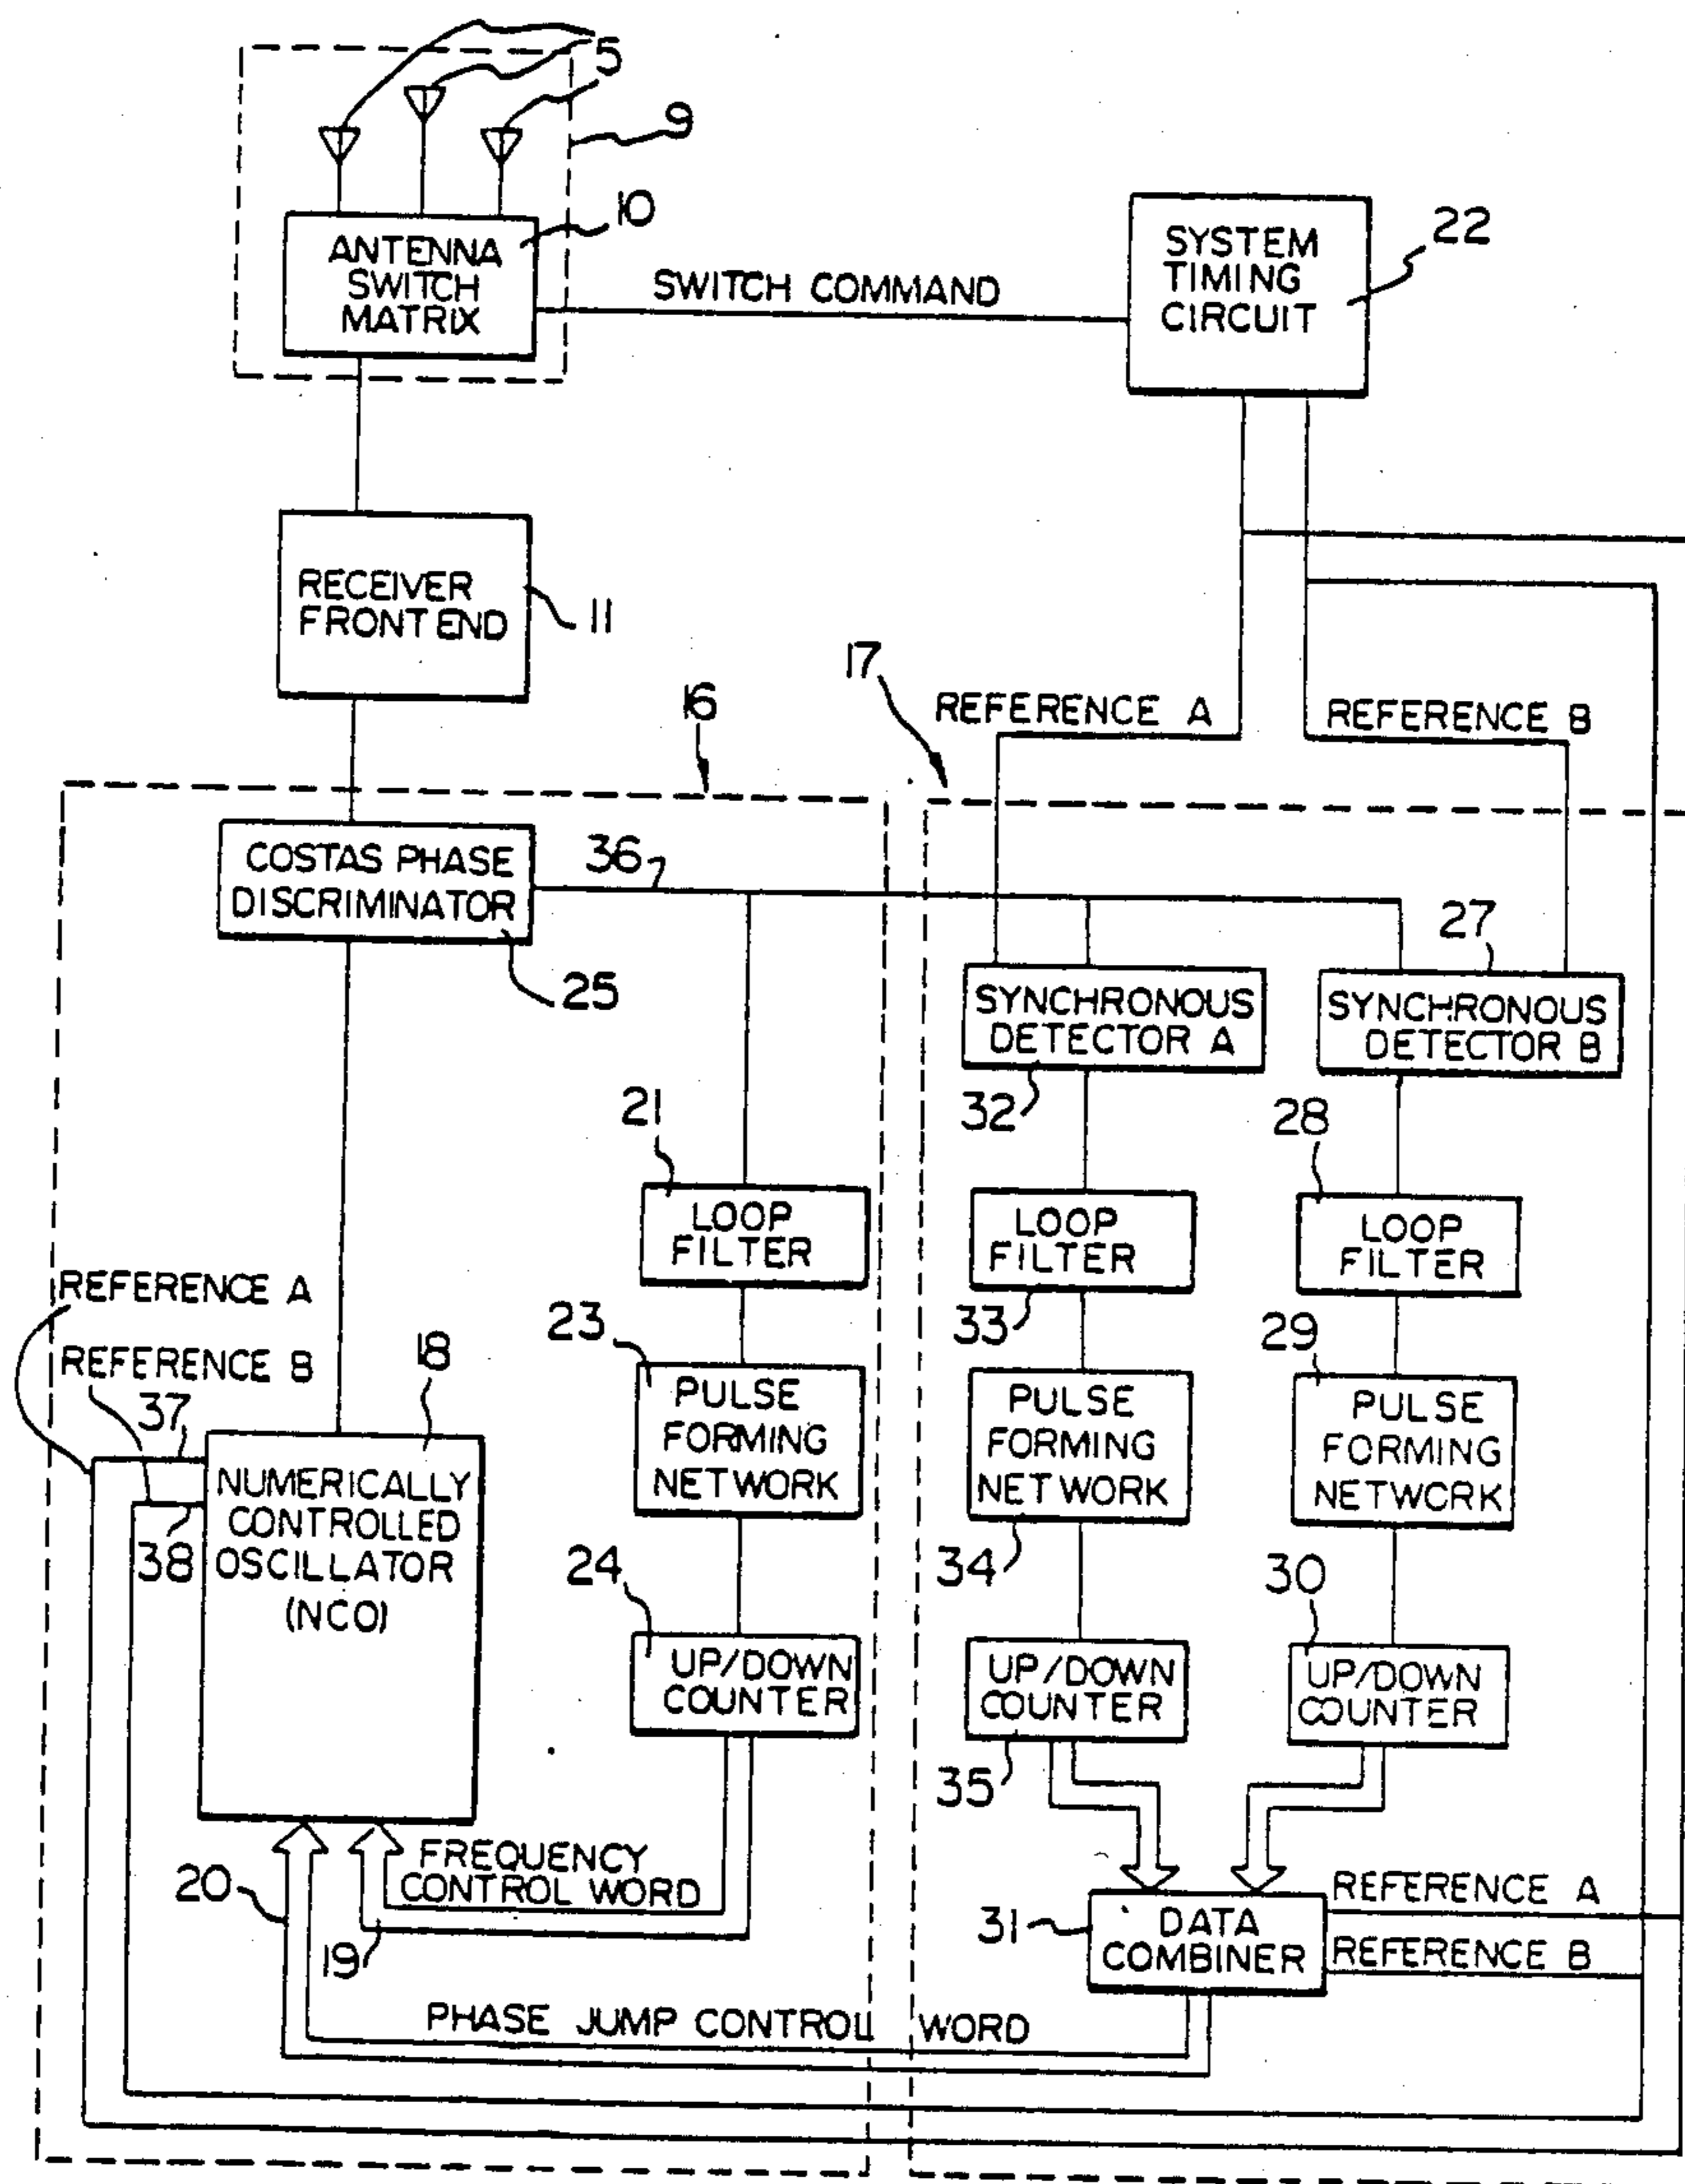 5
9
10
ANTENNA
SWITCH
MATRIX
SWITCH COMMAND
SYSTEM
TIMING
CIRCUIT
22
RECEIVER
FRONT END
11
16
17
REFERENCE A
REFERENCE B
COSTAS PHASE
DISCRIMINATOR
36
25
27
SYNCHRONOUS
DETECTOR A
SYNCHRONOUS
DETECTOR B
32
21
28
LOOP
FILTER
LOOP
FILTER
LOOP
FILTER
REFERENCE A
23
33
29
REFERENCE B
37
18
PULSE
FORMING
NETWORK
PULSE
FORMING
NETWORK
PULSE
FORMING
NETWORK
NUMERICALLY
CONTROLLED
OSCILLATOR
(NCO)
38
24
34
30
UP/DOWN
COUNTER
UP/DOWN
COUNTER
UP/DOWN
COUNTER
35
FREQUENCY
CONTROL WORD
20
19
31
DATA
COMBINER
REFERENCE A
REFERENCE B
PHASE JUMP CONTROL WORD